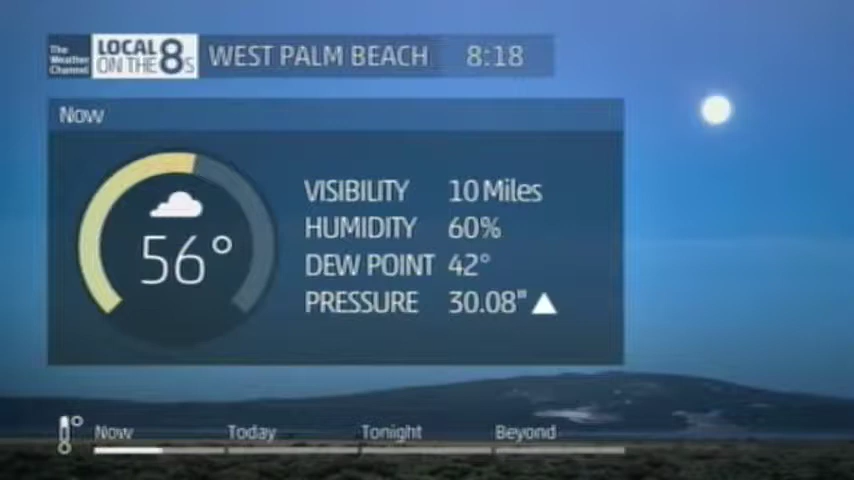 The Weather Channel
LOCAL ON THE 8s
WEST PALM BEACH 8:18
Now
56°
VISIBILITY 10 Miles
HUMIDITY 60%
DEW POINT 42°
PRESSURE 30.08"
Now Today Tonight Beyond